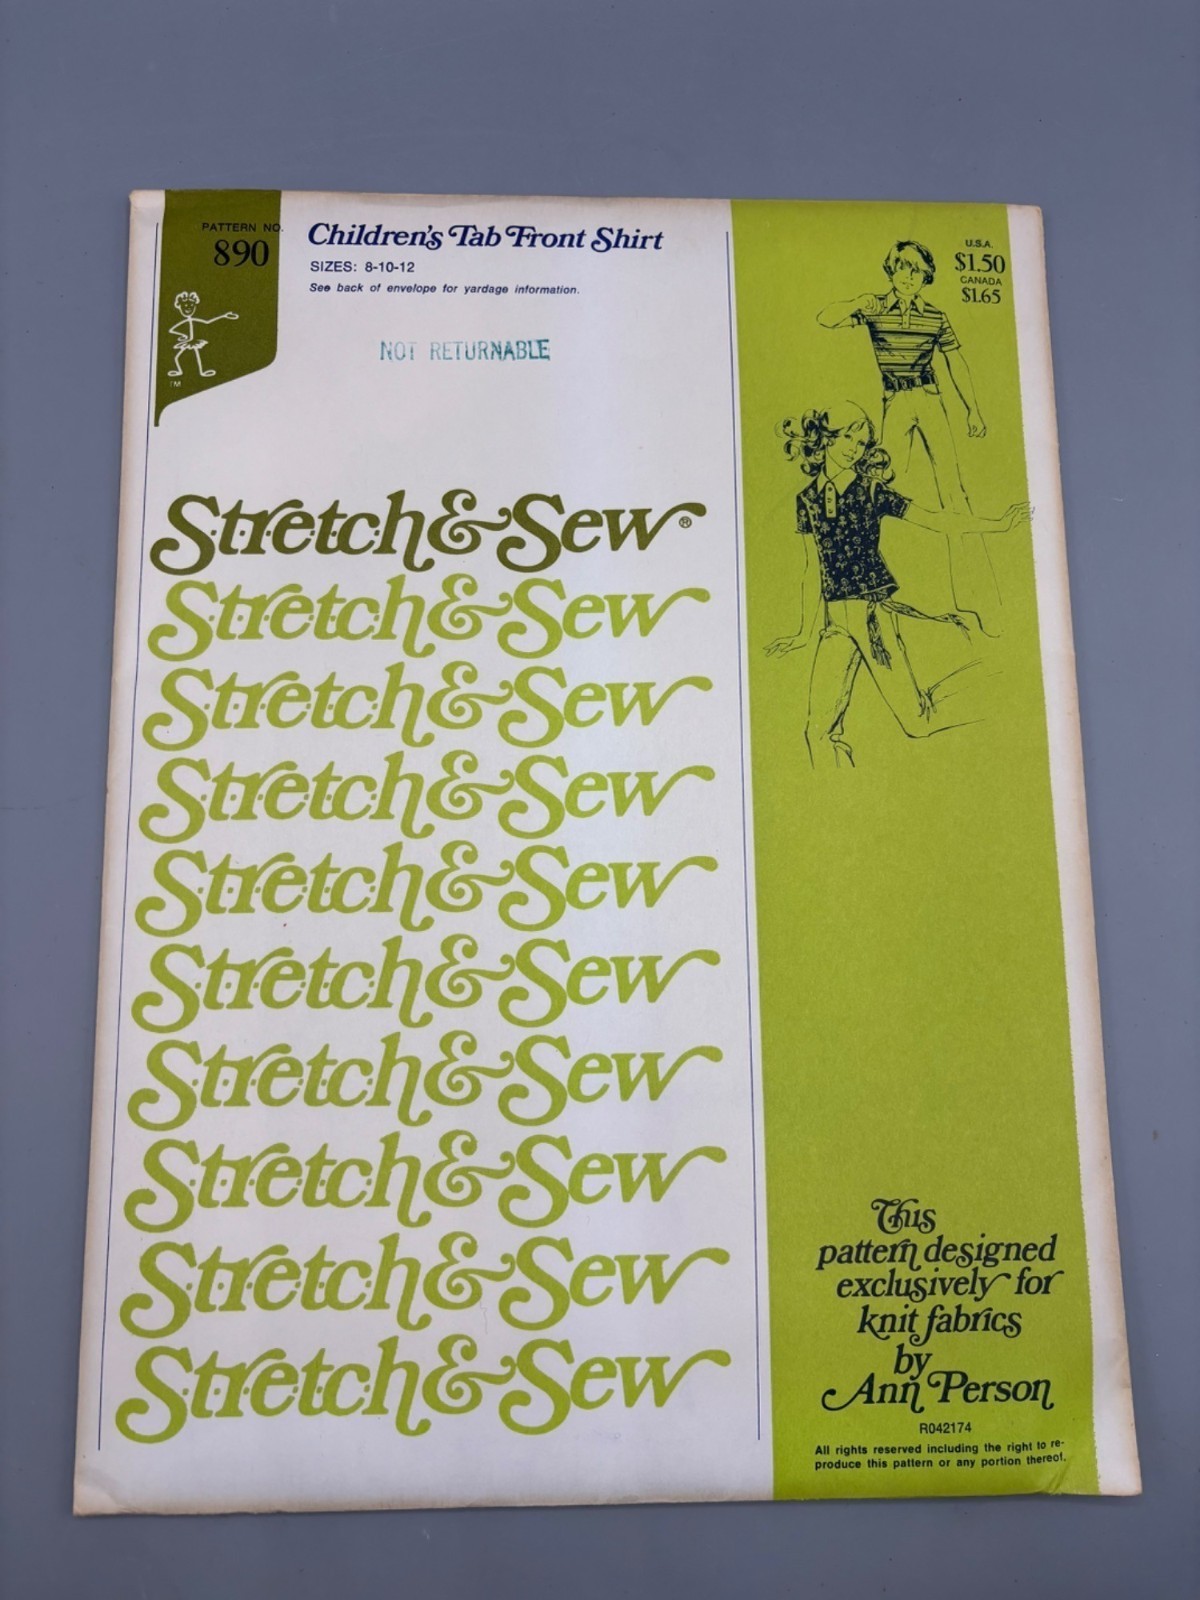 PATTERN NO.
890
TM
Children's Tab Front Shirt
SIZES: 8-10-12
See back of envelope for yardage information.
NOT RETURNABLE
U.S.A.
$1.50
CANADA
$1.65
Stretch & Sew®
Stretch & Sew
Stretch & Sew
Stretch & Sew
Stretch & Sew
Stretch & Sew
Stretch & Sew
Stretch & Sew
Stretch & Sew
Stretch & Sew
This
pattern designed
exclusively for
knit fabrics
by
Ann Person
R042174
All rights reserved including the right to re-
produce this pattern or any portion thereof.